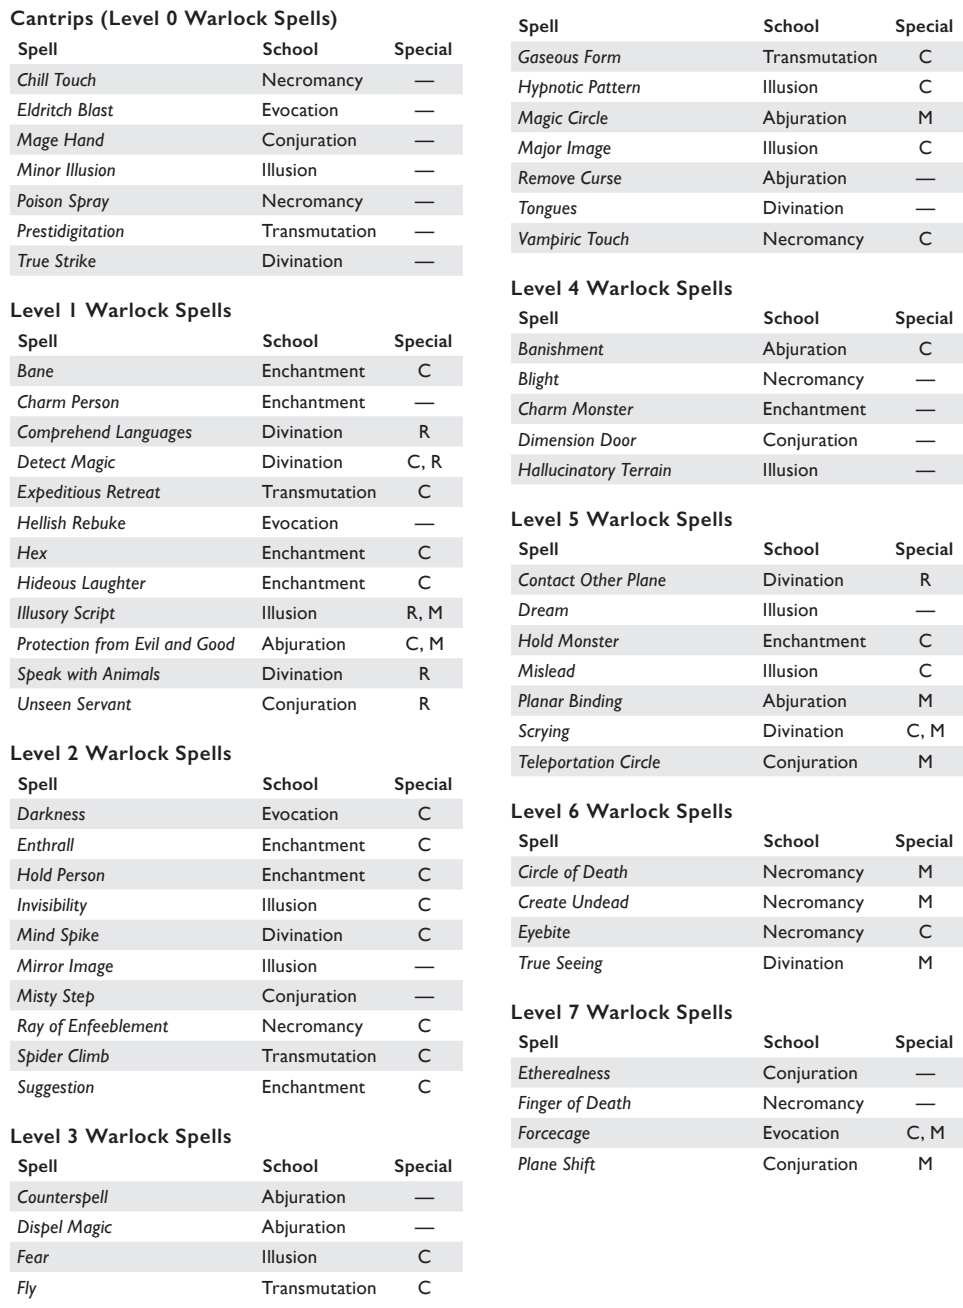 Cantrips (Level 0 Warlock Spells)
Spell School Special
Chill Touch Necromancy —
Eldritch Blast Evocation —
Mage Hand Conjuration —
Minor Illusion Illusion —
Poison Spray Necromancy —
Prestidigitation Transmutation —
True Strike Divination —
Level 1 Warlock Spells
Spell School Special
Bane Enchantment C
Charm Person Enchantment —
Comprehend Languages Divination R
Detect Magic Divination C, R
Expeditious Retreat Transmutation C
Hellish Rebuke Evocation —
Hex Enchantment C
Hideous Laughter Enchantment C
Illusory Script Illusion R, M
Protection from Evil and Good Abjuration C, M
Speak with Animals Divination R
Unseen Servant Conjuration R
Level 2 Warlock Spells
Spell School Special
Darkness Evocation C
Enthrall Enchantment C
Hold Person Enchantment C
Invisibility Illusion C
Mind Spike Divination C
Mirror Image Illusion —
Misty Step Conjuration —
Ray of Enfeeblement Necromancy C
Spider Climb Transmutation C
Suggestion Enchantment C
Level 3 Warlock Spells
Spell School Special
Counterspell Abjuration —
Dispel Magic Abjuration —
Fear Illusion C
Fly Transmutation C
Spell School Special
Gaseous Form Transmutation C
Hypnotic Pattern Illusion C
Magic Circle Abjuration M
Major Image Illusion C
Remove Curse Abjuration —
Tongues Divination —
Vampiric Touch Necromancy C
Level 4 Warlock Spells
Spell School Special
Banishment Abjuration C
Blight Necromancy —
Charm Monster Enchantment —
Dimension Door Conjuration —
Hallucinatory Terrain Illusion —
Level 5 Warlock Spells
Spell School Special
Contact Other Plane Divination R
Dream Illusion —
Hold Monster Enchantment C
Mislead Illusion C
Planar Binding Abjuration M
Scrying Divination C, M
Teleportation Circle Conjuration M
Level 6 Warlock Spells
Spell School Special
Circle of Death Necromancy M
Create Undead Necromancy M
Eyebite Necromancy C
True Seeing Divination M
Level 7 Warlock Spells
Spell School Special
Etherealness Conjuration —
Finger of Death Necromancy —
Forcecage Evocation C, M
Plane Shift Conjuration M